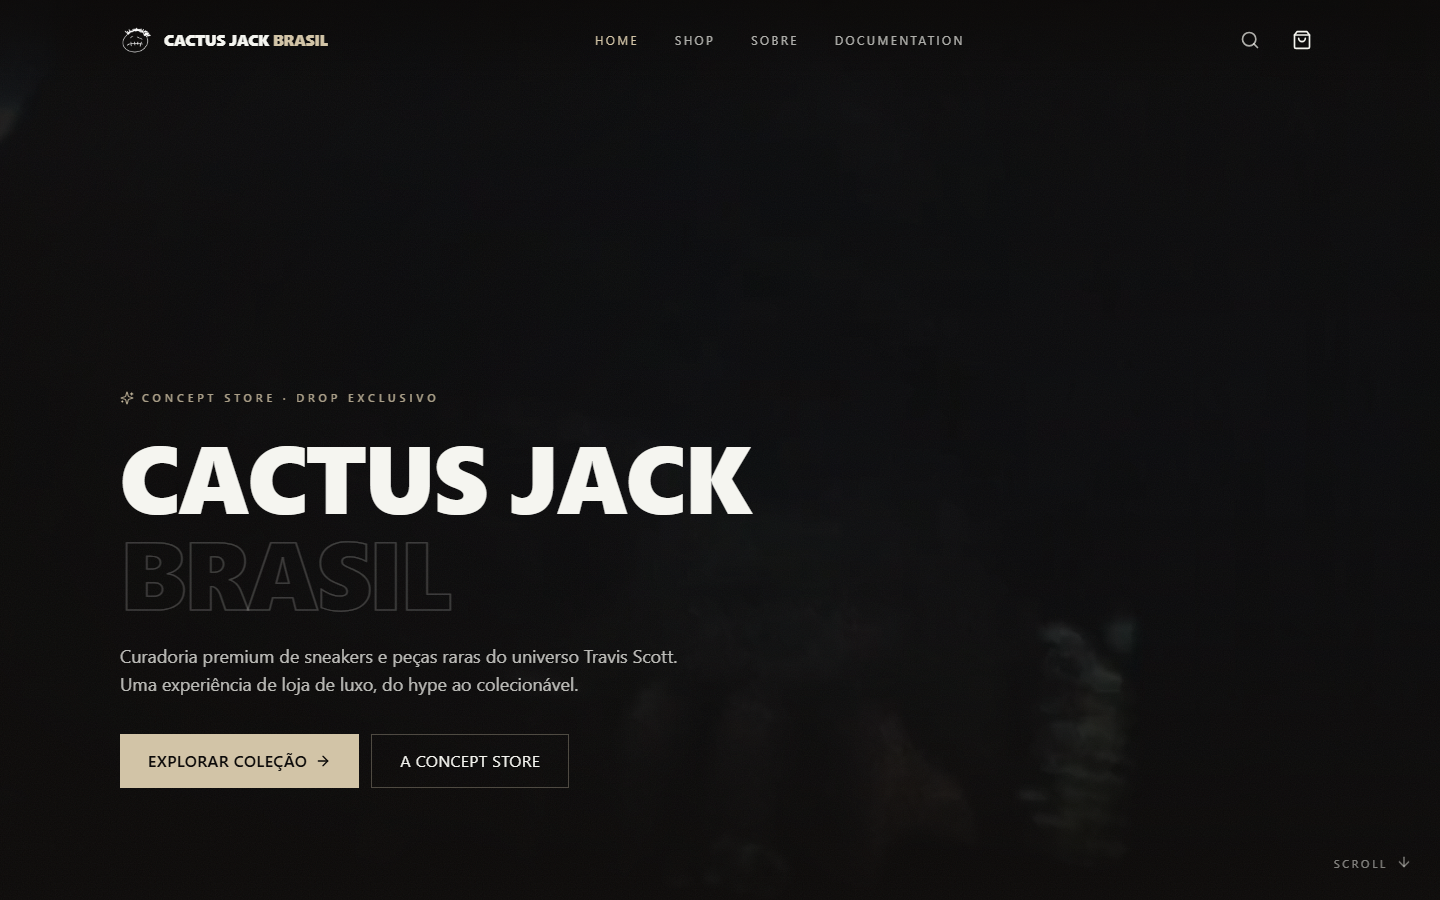 CACTUS JACK BRASIL
HOME
SHOP
SOBRE
DOCUMENTATION
CONCEPT STORE · DROP EXCLUSIVO
CACTUS JACK
BRASIL
Curadoria premium de sneakers e peças raras do universo Travis Scott.
Uma experiência de loja de luxo, do hype ao colecionável.
EXPLORAR COLEÇÃO →
A CONCEPT STORE
SCROLL ↓